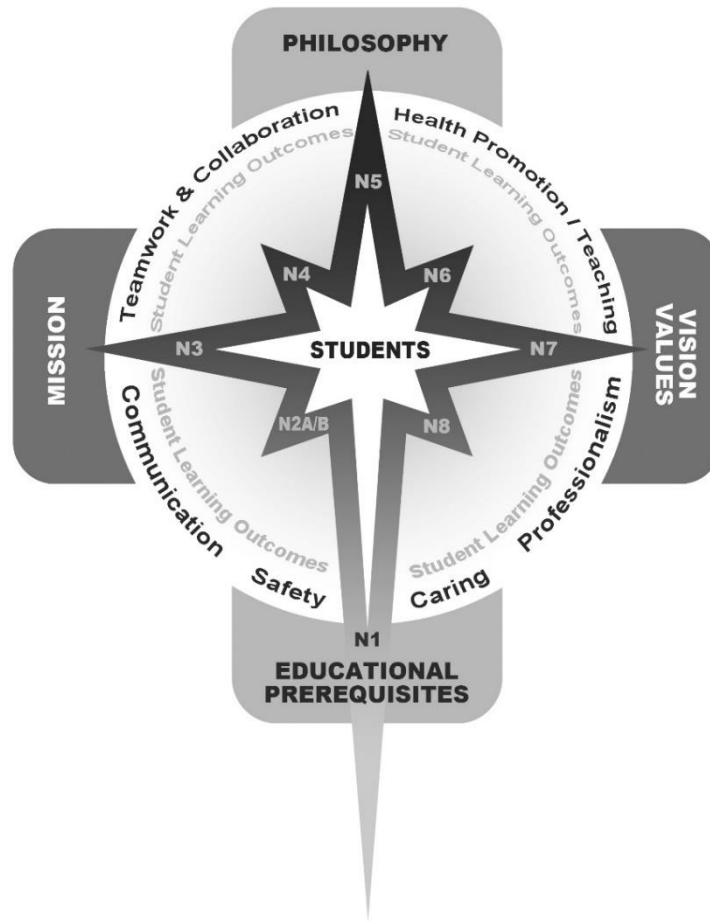 PHILOSOPHY
Teamwork & Collaboration
Health Promotion / Teaching
Student Learning Outcomes
Student Learning Outcomes
N5
N4
N6
MISSION
N3
STUDENTS
N7
VISION
VALUES
N2A/B
N8
Student Learning Outcomes
Student Learning Outcomes
Communication
Professionalism
Safety
Caring
N1
EDUCATIONAL
PREREQUISITES